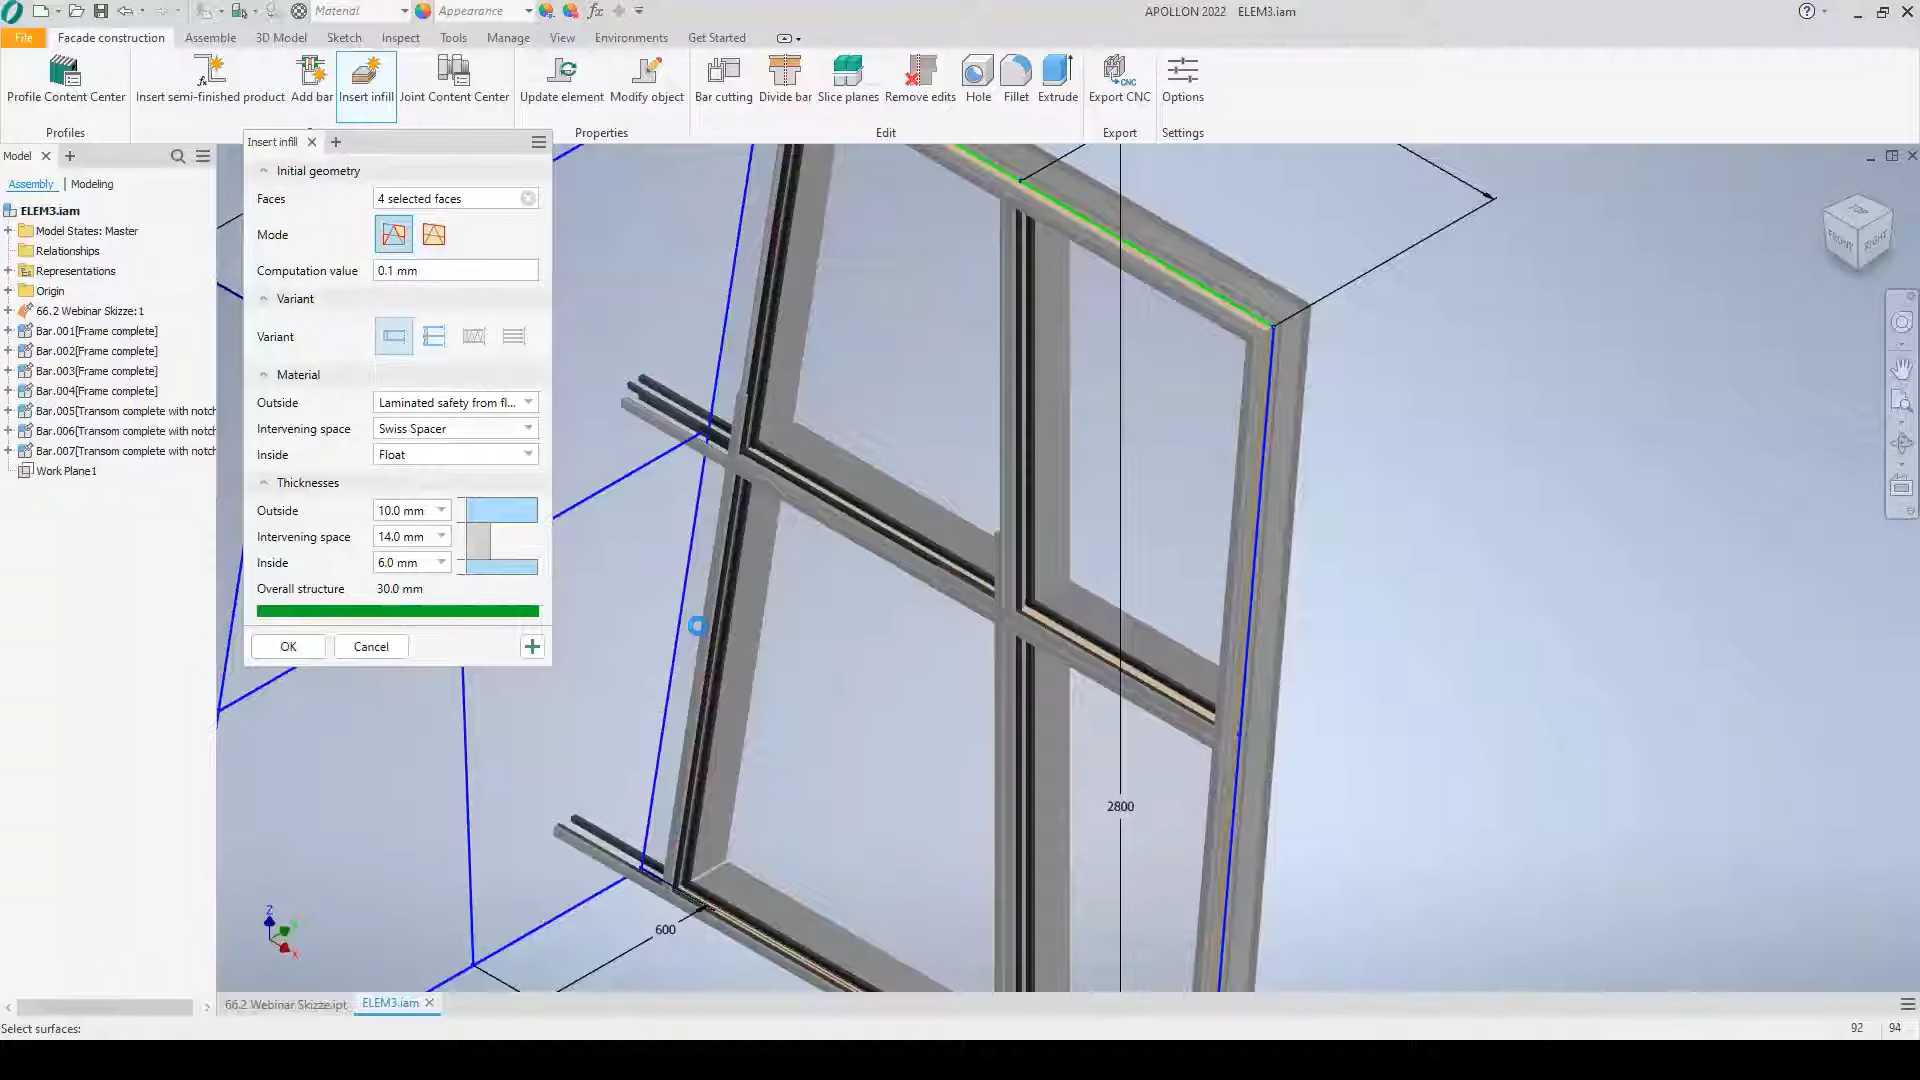 Material
Appearance
fx
APOLLON 2022 ELEM3.iam
File
Facade construction
Assemble
3D Model
Sketch
Inspect
Tools
Manage
View
Environments
Get Started
Profile Content Center
Insert semi-finished product
Add bar
Insert infill
Joint Content Center
Update element
Modify object
Bar cutting
Divide bar
Slice planes
Remove edits
Hole
Fillet
Extrude
Export CNC
Options
Profiles
Properties
Edit
Export
Settings
Model
Assembly | Modeling
ELEM3.iam
Model States: Master
Relationships
Representations
Origin
66.2 Webinar Skizze:1
Bar.001[Frame complete]
Bar.002[Frame complete]
Bar.003[Frame complete]
Bar.004[Frame complete]
Bar.005[Transom complete with notch
Bar.006[Transom complete with notch
Bar.007[Transom complete with notch
Work Plane1
Insert infill
Initial geometry
Faces 4 selected faces
Mode
Computation value 0.1 mm
Variant
Variant
Material
Outside Laminated safety from fl...
Intervening space Swiss Spacer
Inside Float
Thicknesses
Outside 10.0 mm
Intervening space 14.0 mm
Inside 6.0 mm
Overall structure 30.0 mm
OK Cancel
TOP
FRONT RIGHT
2800
600
Z
X
66.2 Webinar Skizze.ipt ELEM3.iam
Select surfaces:
92 94